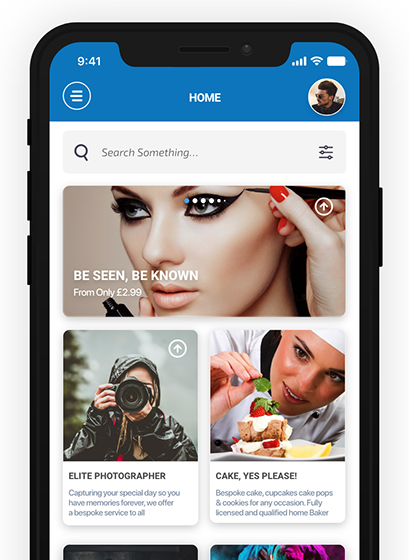 9:41
HOME
Search Something...
BE SEEN, BE KNOWN
From Only £2.99
ELITE PHOTOGRAPHER
Capturing your special day so you
have memories forever, we offer
a bespoke service to all
CAKE, YES PLEASE!
Bespoke cake, cupcakes cake pops
& cookies for any occasion. Fully
licensed and qualified home Baker